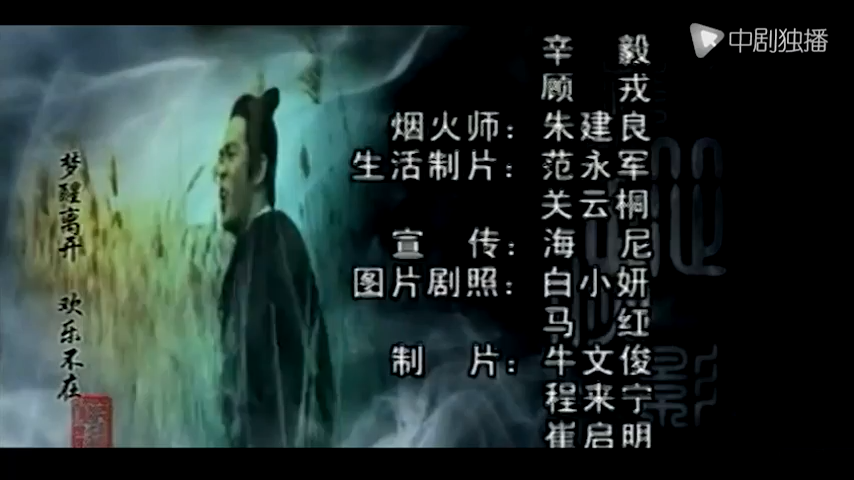 中剧独播
辛毅
顾戎
烟火师：朱建良
生活制片：范永军
关云桐
宣传：海尼
图片剧照：白小妍
马红
制片：牛文俊
程来宁
崔启明
梦醒离开 欢乐不在